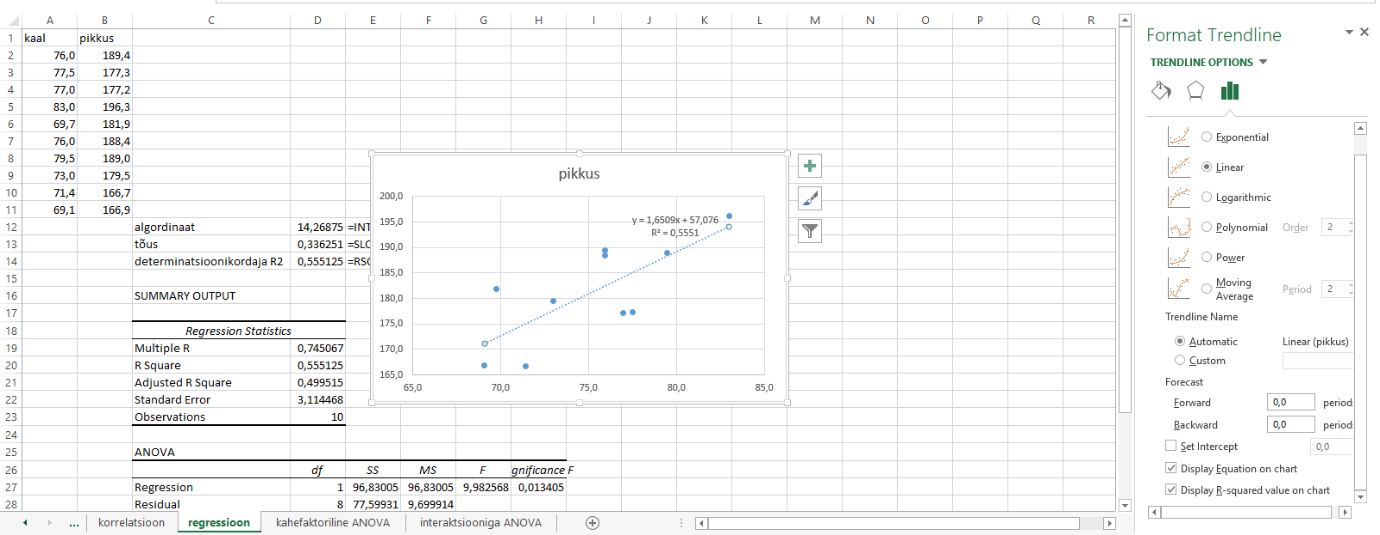 A B C D E F G H I J K L M N O P Q R
1 kaal pikkus
2 76,0 189,4
3 77,5 177,3
4 77,0 177,2
5 83,0 196,3
6 69,7 181,9
7 76,0 188,4
8 79,5 189,0
9 73,0 179,5
10 71,4 166,7
11 69,1 166,9
12 algordinaat 14,26875 =INT
13 tõus 0,336251 =SLO
14 determinatsioonikordaja R2 0,555125 =RSQ
15
16 SUMMARY OUTPUT
17
18 Regression Statistics
19 Multiple R 0,745067
20 R Square 0,555125
21 Adjusted R Square 0,499515
22 Standard Error 3,114468
23 Observations 10
24
25 ANOVA
26 df SS MS F gnificance F
27 Regression 1 96,83005 96,83005 9,982568 0,013405
28 Residual 8 77,59931 9,699914
pikkus
200,0
195,0
190,0
185,0
180,0
175,0
170,0
165,0
65,0 70,0 75,0 80,0 85,0
y = 1,6509x + 57,076
R² = 0,5551
... korrelatsioon regressioon kahefaktoriline ANOVA interaktsiooniga ANOVA
Format Trendline
TRENDLINE OPTIONS
Exponential
Linear
Logarithmic
Polynomial Order 2
Power
Moving
Average Period 2
Trendline Name
Automatic Linear (pikkus)
Custom
Forecast
Forward 0,0 period
Backward 0,0 period
Set Intercept 0,0
Display Equation on chart
Display R-squared value on chart